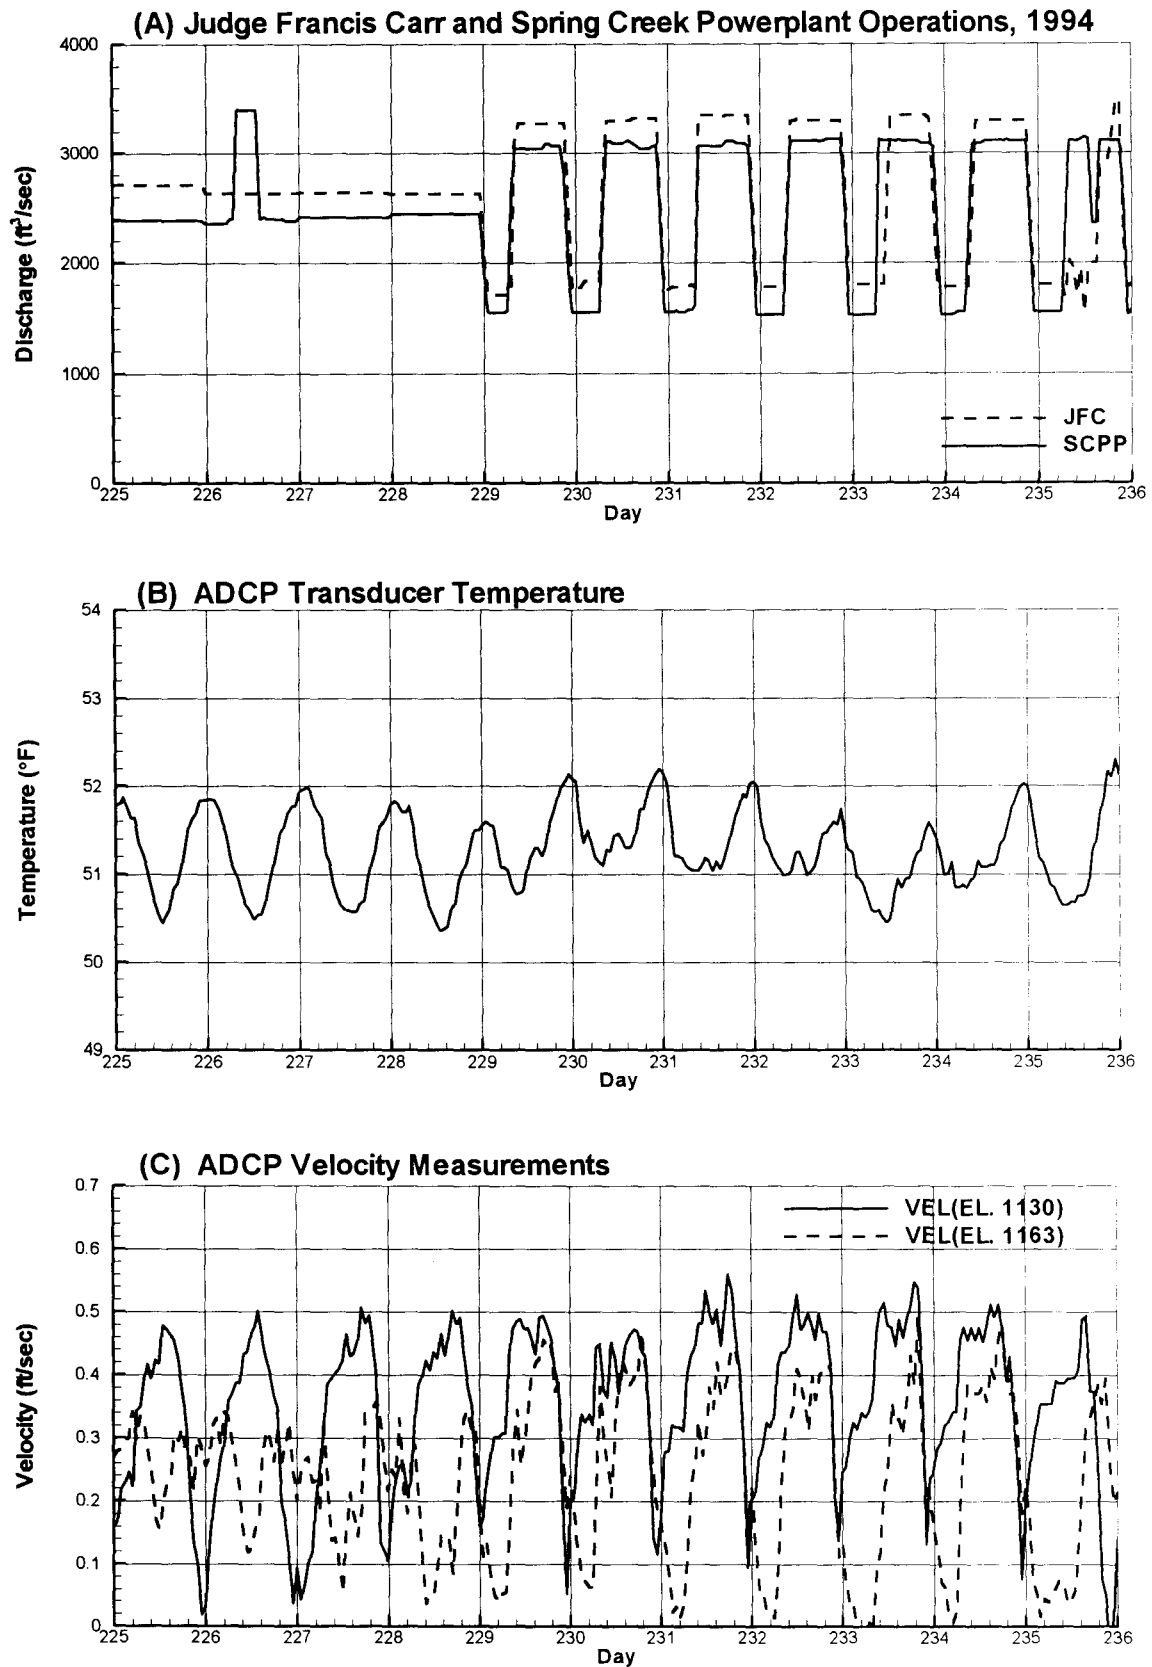 (A) Judge Francis Carr and Spring Creek Powerplant Operations, 1994
4000
3000
2000
1000
0
Discharge (ft³/sec)
JFC
SCPP
225 226 227 228 229 230 231 232 233 234 235 236
Day
(B) ADCP Transducer Temperature
54
53
52
51
50
49
Temperature (°F)
225 226 227 228 229 230 231 232 233 234 235 236
Day
(C) ADCP Velocity Measurements
0.7
0.6
0.5
0.4
0.3
0.2
0.1
0
Velocity (ft/sec)
VEL(EL. 1130)
VEL(EL. 1163)
225 226 227 228 229 230 231 232 233 234 235 236
Day